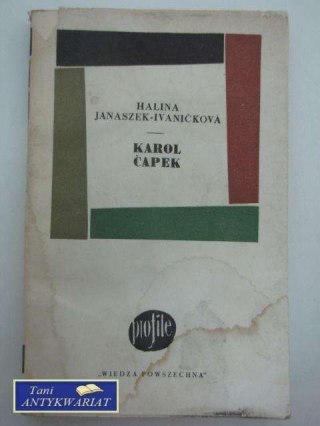 HALINA
JANASZEK-IVANIČKOVÁ
KAROL
ČAPEK
profile
„WIEDZA POWSZECHNA"
Tani
ANTYKWARIAT